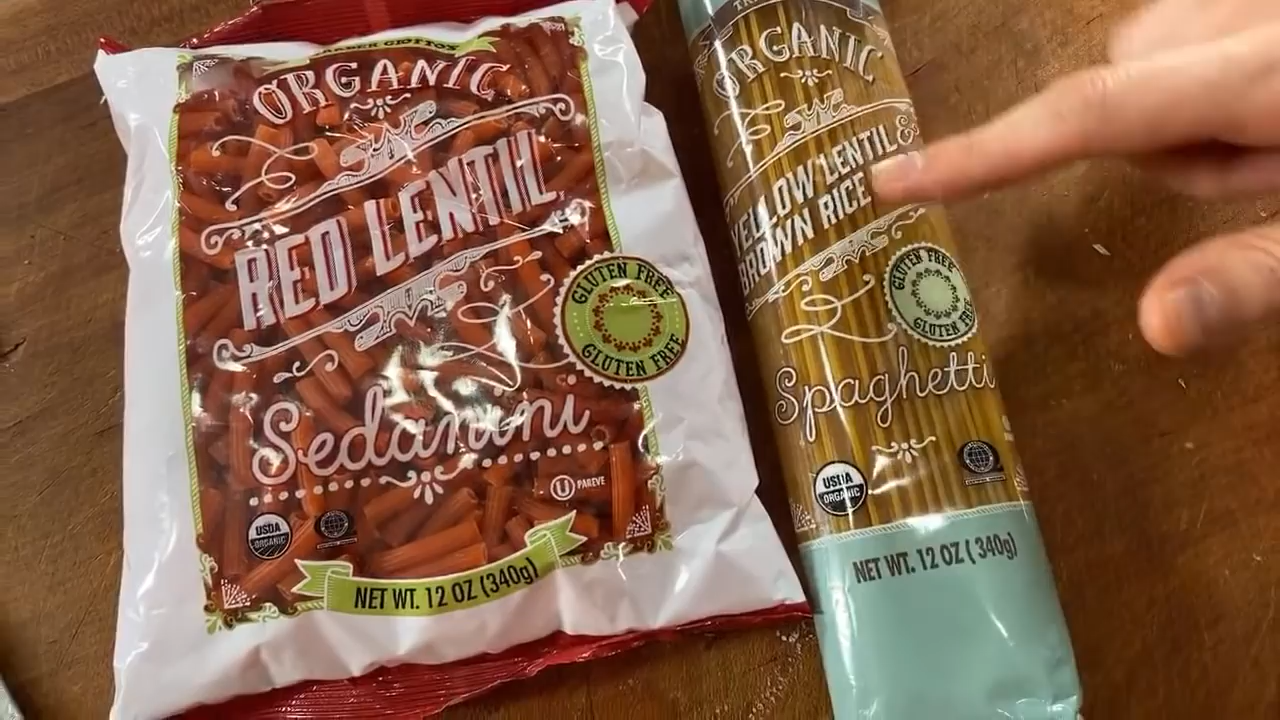 ORGANIC
RED LENTIL
GLUTEN FREE
GLUTEN FREE
Sedanini
U PAREVE
USDA
ORGANIC
NET WT. 12 OZ (340g)
ORGANIC
YELLOW LENTIL &
BROWN RICE
GLUTEN FREE
GLUTEN FREE
Spaghetti
USDA
ORGANIC
NET WT. 12 OZ ( 340g)